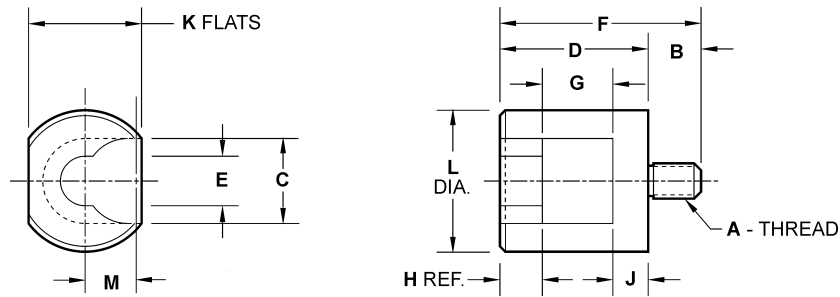 K FLATS
F
D
B
G
E
C
L
DIA.
A - THREAD
M
H REF.
J